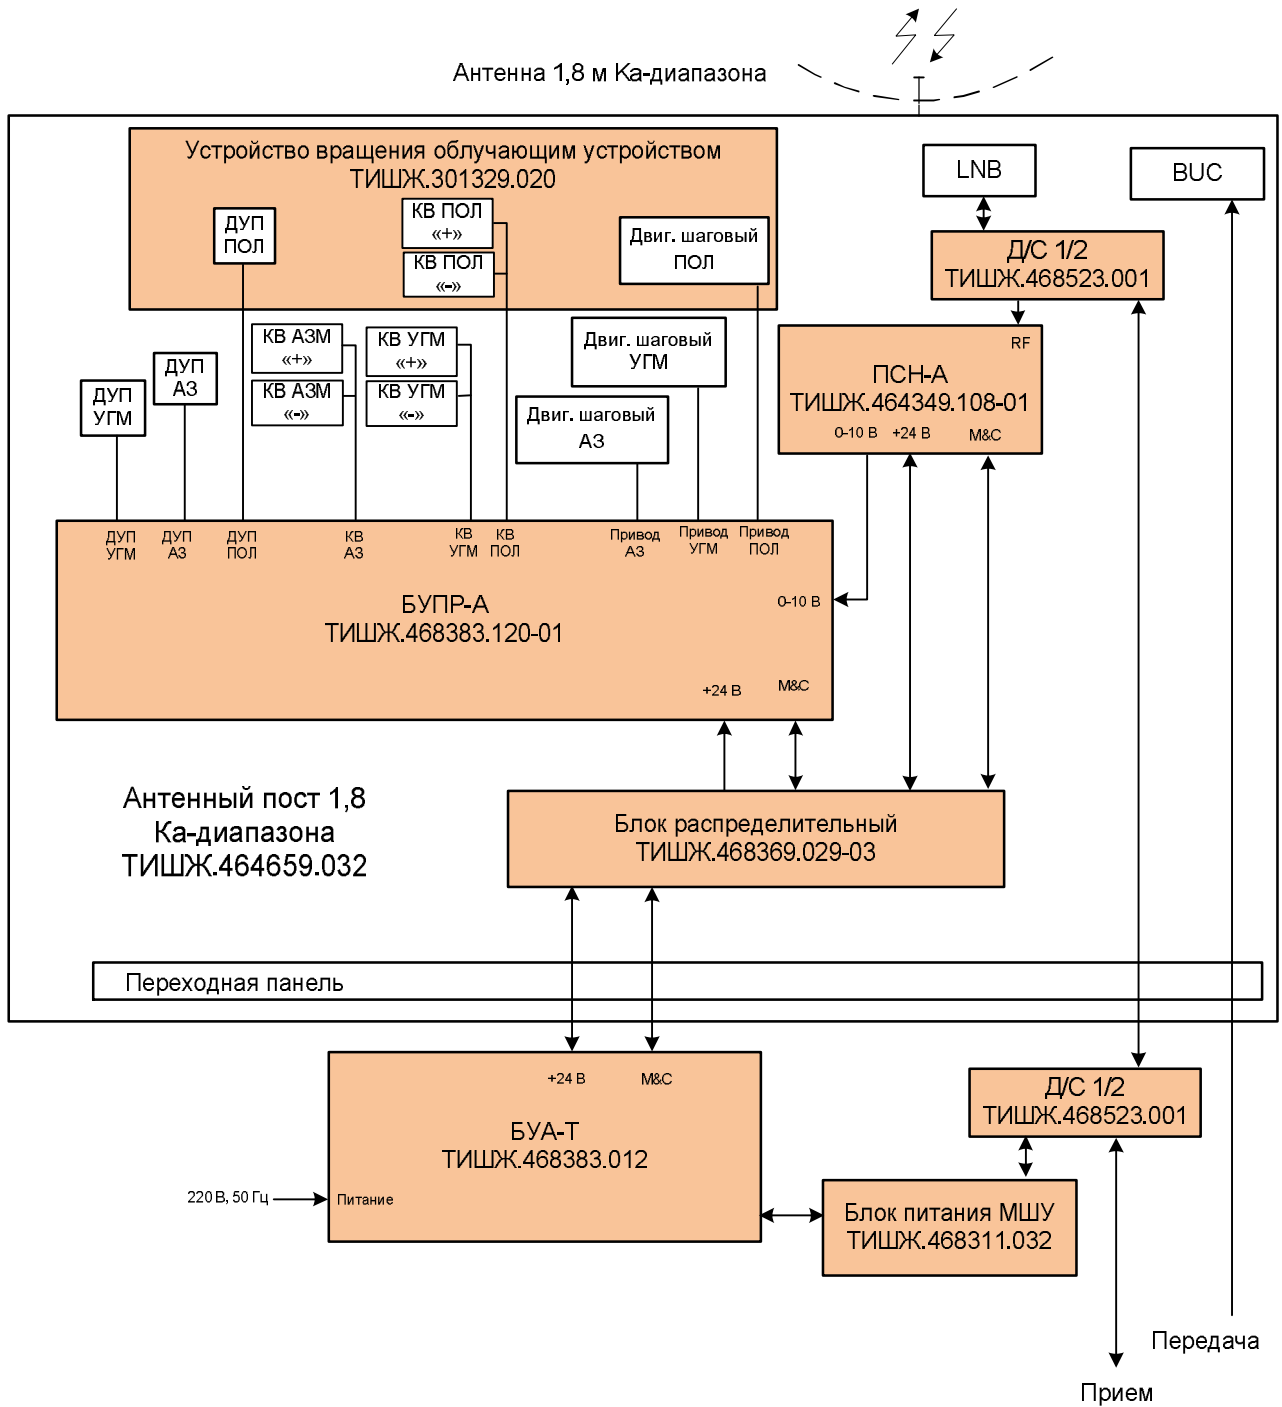 Антенна 1,8 м Ка-диапазона
Устройство вращения облучающим устройством
ТИШЖ.301329.020
ДУП
ПОЛ
КВ ПОЛ
«+»
КВ ПОЛ
«-»
Двиг. шаговый
ПОЛ
LNB
BUC
Д/С 1/2
ТИШЖ.468523.001
ДУП
УГМ
ДУП
АЗ
КВ АЗМ
«+»
КВ АЗМ
«-»
КВ УГМ
«+»
КВ УГМ
«-»
Двиг. шаговый
АЗ
Двиг. шаговый
УГМ
RF
ПСН-А
ТИШЖ.464349.108-01
0-10 В
+24 В
M&C
ДУП
УГМ
ДУП
АЗ
ДУП
ПОЛ
КВ
АЗ
КВ
УГМ
КВ
ПОЛ
Привод
АЗ
Привод
УГМ
Привод
ПОЛ
БУПР-А
ТИШЖ.468383.120-01
0-10 В
+24 В
M&C
Антенный пост 1,8
Ка-диапазона
ТИШЖ.464659.032
Блок распределительный
ТИШЖ.468369.029-03
Переходная панель
+24 В
M&C
БУА-Т
ТИШЖ.468383.012
220 В, 50 Гц
Питание
Д/С 1/2
ТИШЖ.468523.001
Блок питания МШУ
ТИШЖ.468311.032
Передача
Прием